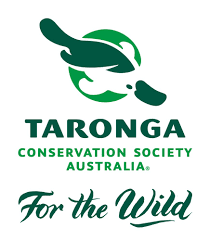 TARONGA
CONSERVATION SOCIETY
AUSTRALIA®
For the Wild